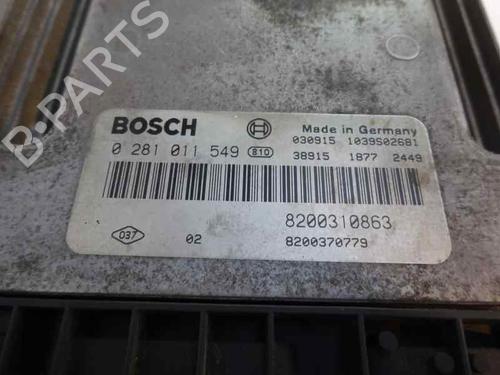 BOSCH
Made in Germany
030915 1039S02681
0 281 011 549 810
38915 1877 2449
8200310863
037 02 8200370779
B-PARTS